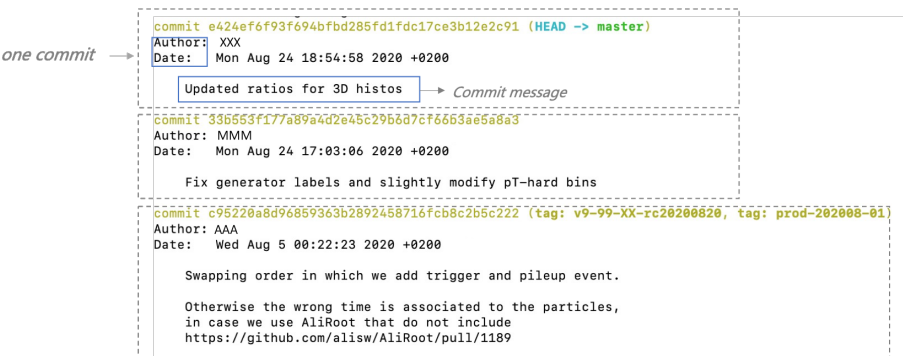 commit e424ef6f93f694bfbd285fd1fdc17ce3b12e2c91 (HEAD -> master)
Author: XXX
one commit
Date: Mon Aug 24 18:54:58 2020 +0200
Updated ratios for 3D histos
Commit message
commit 33b553f177a89a4d2e45c29b6d7cf66b3ae5a8a3
Author: MMM
Date: Mon Aug 24 17:03:06 2020 +0200
Fix generator labels and slightly modify pT-hard bins
commit c95220a8d96859363b2892458716fcb8c2b5c222 (tag: v9-99-XX-rc20200820, tag: prod-202008-01)
Author: AAA
Date: Wed Aug 5 00:22:23 2020 +0200
Swapping order in which we add trigger and pileup event.
Otherwise the wrong time is associated to the particles,
in case we use AliRoot that do not include
https://github.com/alisw/AliRoot/pull/1189